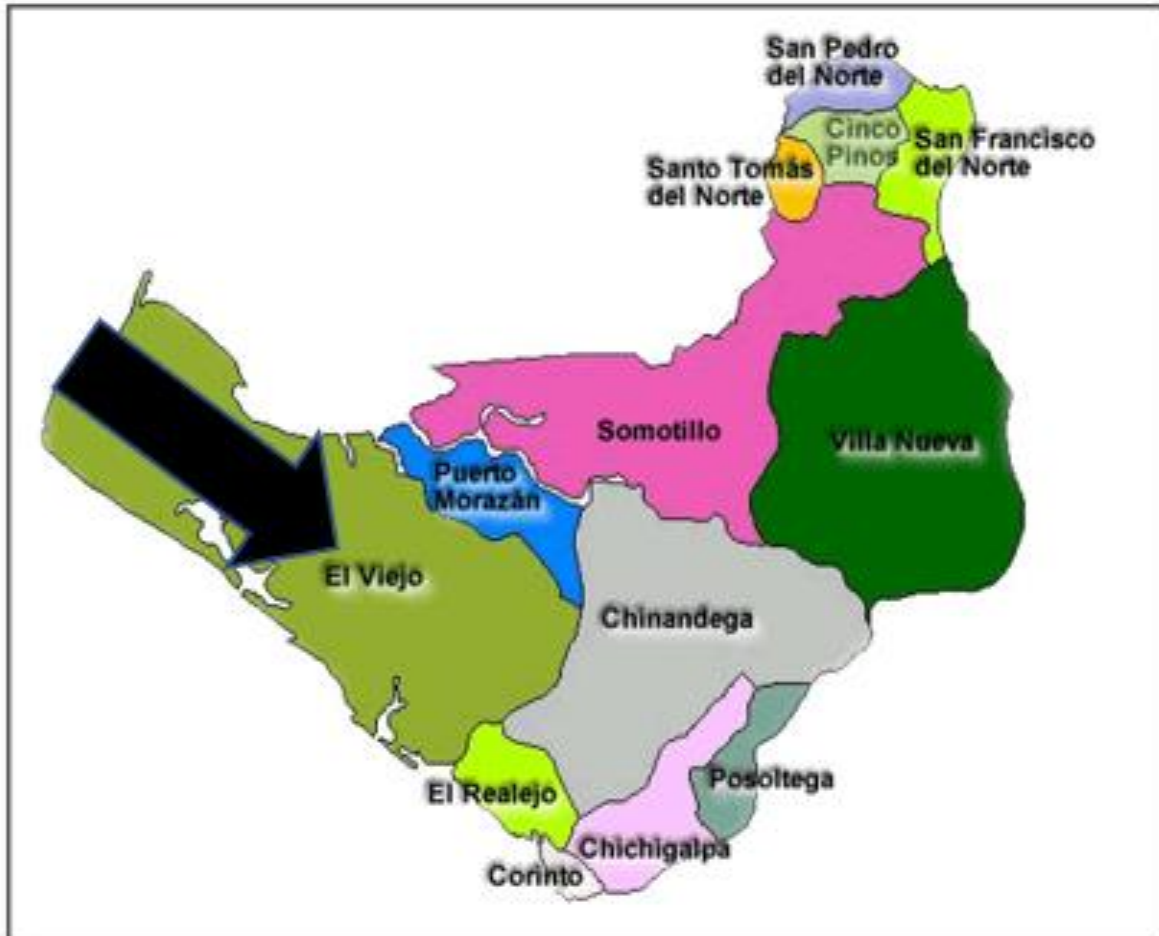 San Pedro
del Norte
Cinco
Pinos
San Francisco
del Norte
Santo Tomás
del Norte
Somotillo
Villa Nueva
Puerto
Morazán
El Viejo
Chinandega
Posoltega
El Realejo
Chichigalpa
Corinto